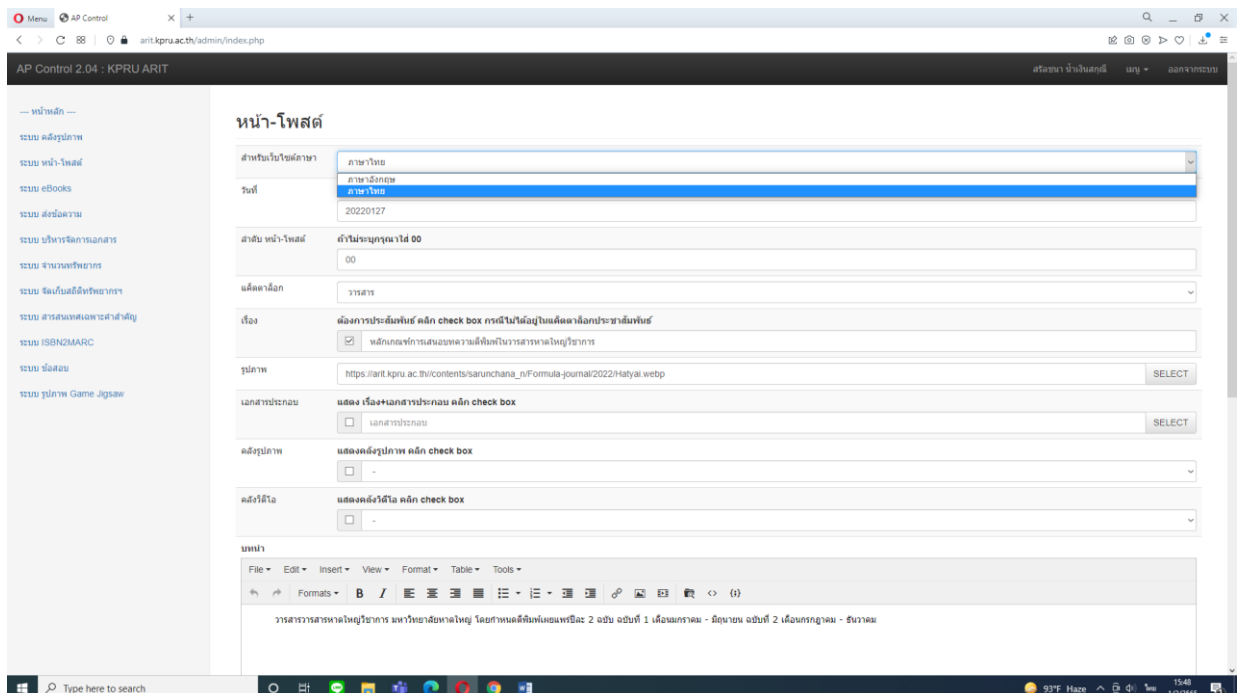 Menu AP Control
arit.kpru.ac.th/admin/index.php
AP Control 2.04 : KPRU ARIT
สรัลชนา น้ำเงินสกุณี เมนู ออกจากระบบ
--- หน้าหลัก ---
ระบบ คลังรูปภาพ
ระบบ หน้า-โพสต์
ระบบ eBooks
ระบบ ส่งข้อความ
ระบบ บริหารจัดการเอกสาร
ระบบ จำนวนทรัพยากร
ระบบ จัดเก็บสถิติทรัพยากรฯ
ระบบ สารสนเทศเฉพาะคำสำคัญ
ระบบ ISBN2MARC
ระบบ ข้อสอบ
ระบบ รูปภาพ Game Jigsaw
หน้า-โพสต์
สำหรับเว็บไซต์ภาษา ภาษาไทย
ภาษาอังกฤษ
ภาษาไทย
วันที่
20220127
ลำดับ หน้า-โพสต์ ถ้าไม่ระบุกรุณาใส่ 00
00
แค็ตตาล็อก วารสาร
เรื่อง ต้องการประสัมพันธ์ คลิก check box กรณีไม่ได้อยู่ในแค็ตตาล็อกประชาสัมพันธ์
หลักเกณฑ์การเสนอบทความตีพิมพ์ในวารสารหาดใหญ่วิชาการ
รูปภาพ https://arit.kpru.ac.th//contents/sarunchana_n/Formula-journal/2022/Hatyai.webp SELECT
เอกสารประกอบ แสดง เรื่อง+เอกสารประกอบ คลิก check box
เอกสารประกอบ SELECT
คลังรูปภาพ แสดงคลังรูปภาพ คลิก check box
-
คลังวีดีโอ แสดงคลังวีดีโอ คลิก check box
-
บทนำ
File Edit Insert View Format Table Tools
Formats B I
วารสารวารสารหาดใหญ่วิชาการ มหาวิทยาลัยหาดใหญ่ โดยกำหนดตีพิมพ์เผยแพร่ปีละ 2 ฉบับ ฉบับที่ 1 เดือนมกราคม - มิถุนายน ฉบับที่ 2 เดือนกรกฎาคม - ธันวาคม
Type here to search
93°F Haze ไทย 15:48